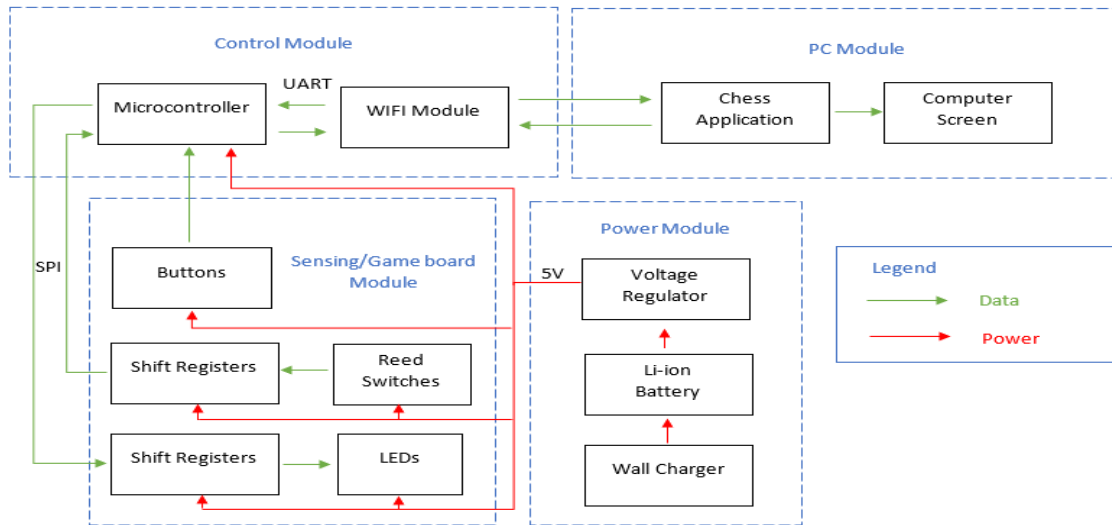 Control Module
PC Module
UART
Microcontroller
WIFI Module
Chess
Application
Computer
Screen
SPI
Buttons
Sensing/Game board
Module
Shift Registers
Reed
Switches
Shift Registers
LEDs
Power Module
5V
Voltage
Regulator
Li-ion
Battery
Wall Charger
Legend
Data
Power